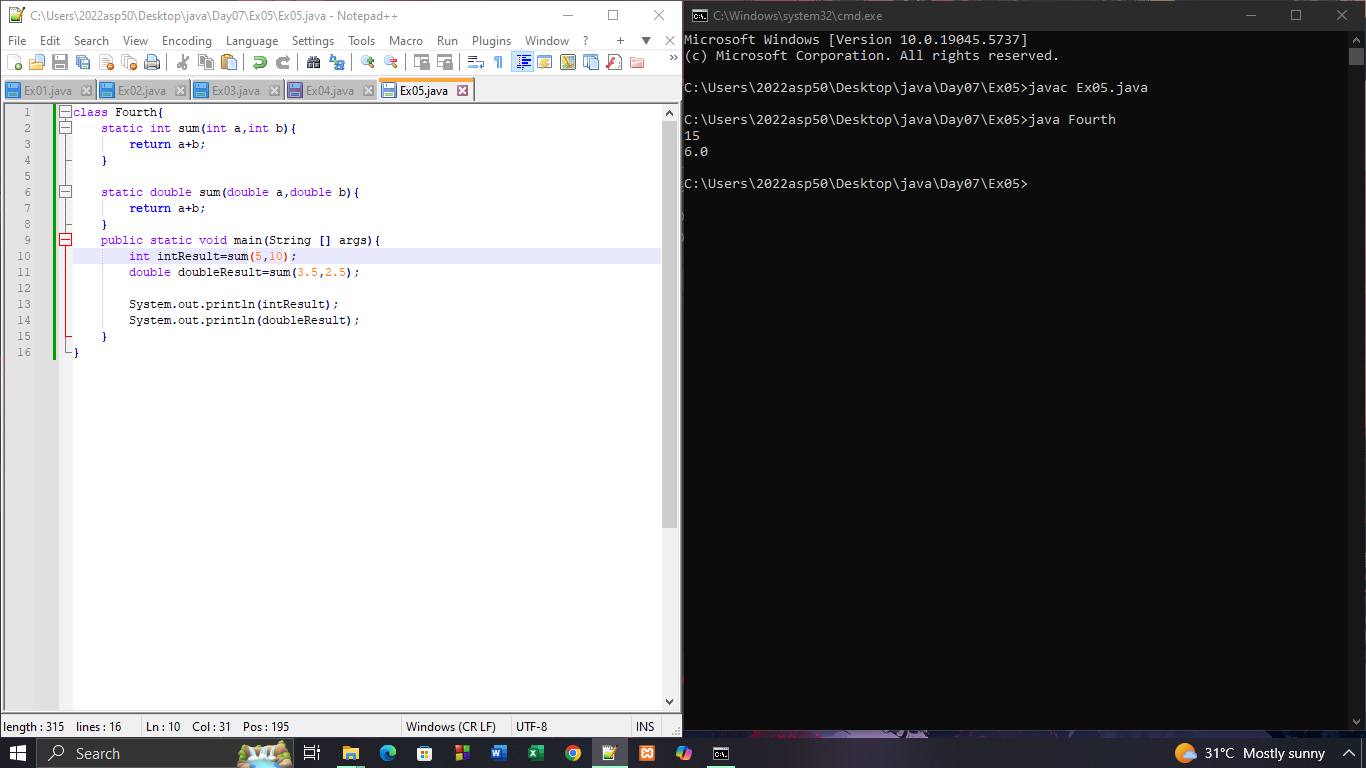 C:\Users\2022asp50\Desktop\java\Day07\Ex05\Ex05.java - Notepad++
File Edit Search View Encoding Language Settings Tools Macro Run Plugins Window ? + ▼ X
Ex01.java Ex02.java Ex03.java Ex04.java Ex05.java
1 class Fourth{
2     static int sum(int a,int b){
3         return a+b;
4     }
5
6     static double sum(double a,double b){
7         return a+b;
8     }
9     public static void main(String [] args){
10         int intResult=sum(5,10);
11         double doubleResult=sum(3.5,2.5);
12
13         System.out.println(intResult);
14         System.out.println(doubleResult);
15     }
16 }
length : 315 lines : 16 Ln : 10 Col : 31 Pos : 195 Windows (CR LF) UTF-8 INS
C:\Windows\system32\cmd.exe
Microsoft Windows [Version 10.0.19045.5737]
(c) Microsoft Corporation. All rights reserved.
C:\Users\2022asp50\Desktop\java\Day07\Ex05>javac Ex05.java
C:\Users\2022asp50\Desktop\java\Day07\Ex05>java Fourth
15
6.0
C:\Users\2022asp50\Desktop\java\Day07\Ex05>
Search
31°C Mostly sunny